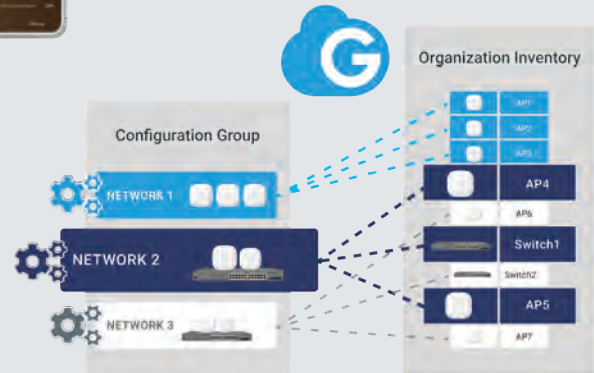 G
Organization Inventory
Configuration Group
AP1
AP2
AP3
NETWORK 1
AP4
AP6
NETWORK 2
Switch1
Switch2
AP5
NETWORK 3
AP7